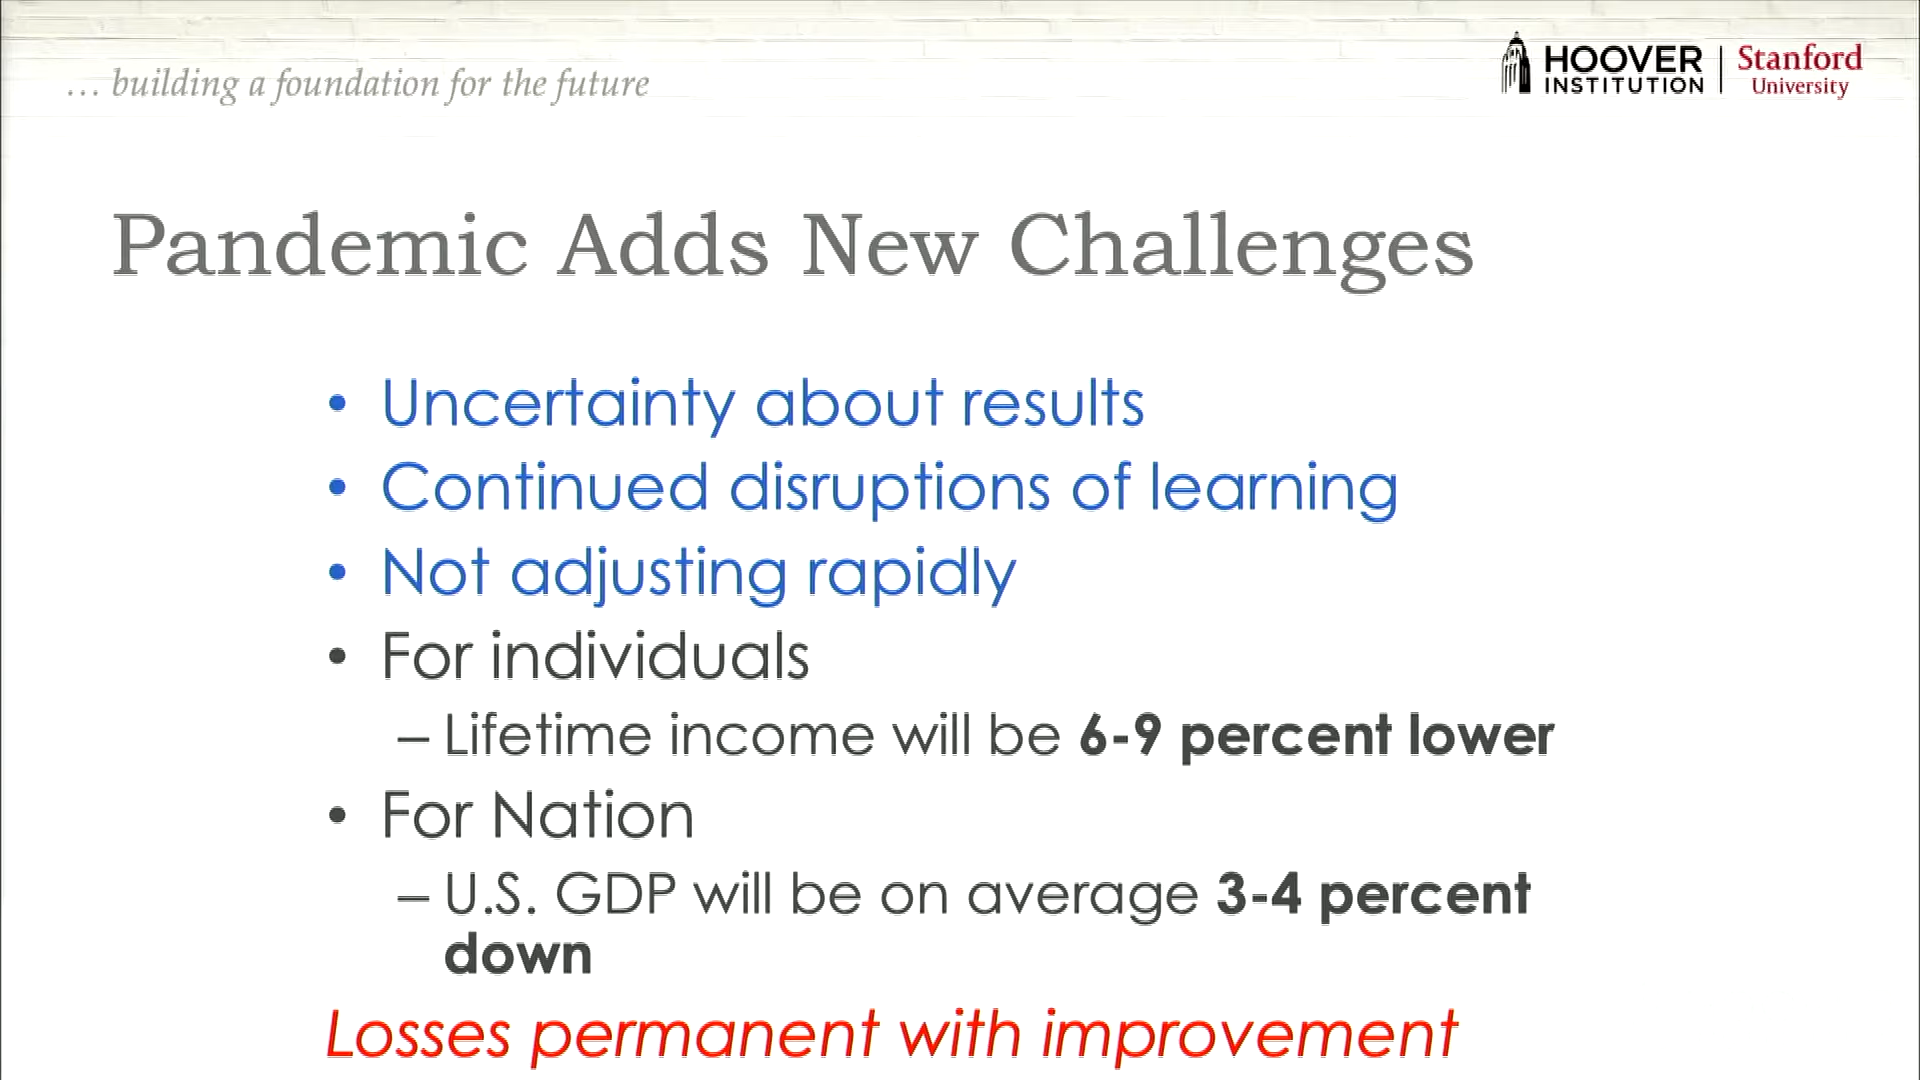 ... building a foundation for the future
HOOVER
INSTITUTION
Stanford
University
Pandemic Adds New Challenges
• Uncertainty about results
• Continued disruptions of learning
• Not adjusting rapidly
• For individuals
– Lifetime income will be 6-9 percent lower
• For Nation
– U.S. GDP will be on average 3-4 percent
down
Losses permanent with improvement